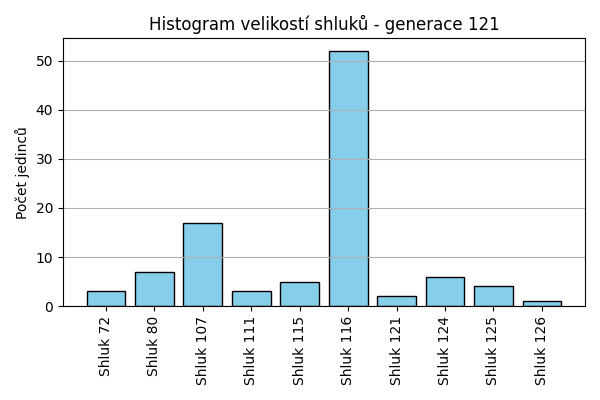 Histogram velikostí shluků - generace 121
Počet jedinců
50
40
30
20
10
0
Shluk 72
Shluk 80
Shluk 107
Shluk 111
Shluk 115
Shluk 116
Shluk 121
Shluk 124
Shluk 125
Shluk 126